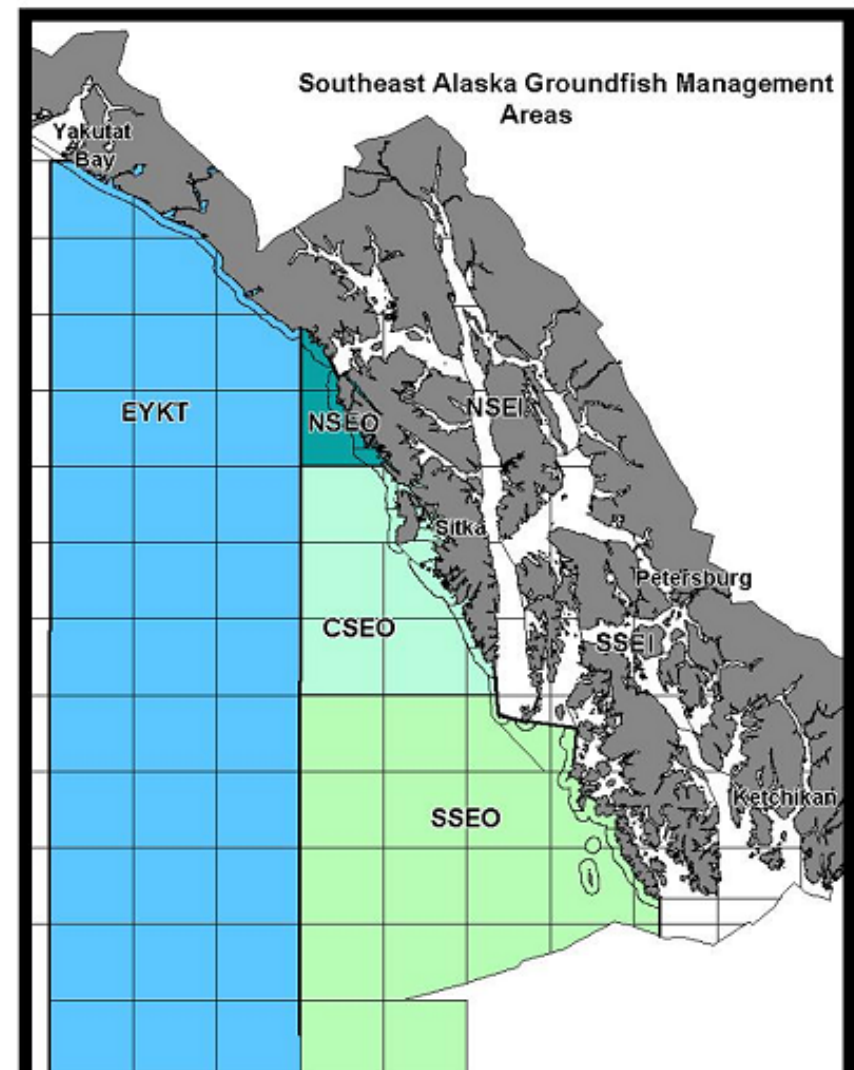 Southeast Alaska Groundfish Management
Areas
Yakutat
Bay
EYKT
NSEO
NSEI
Sitka
Petersburg
CSEO
SSEI
Ketchikan
SSEO